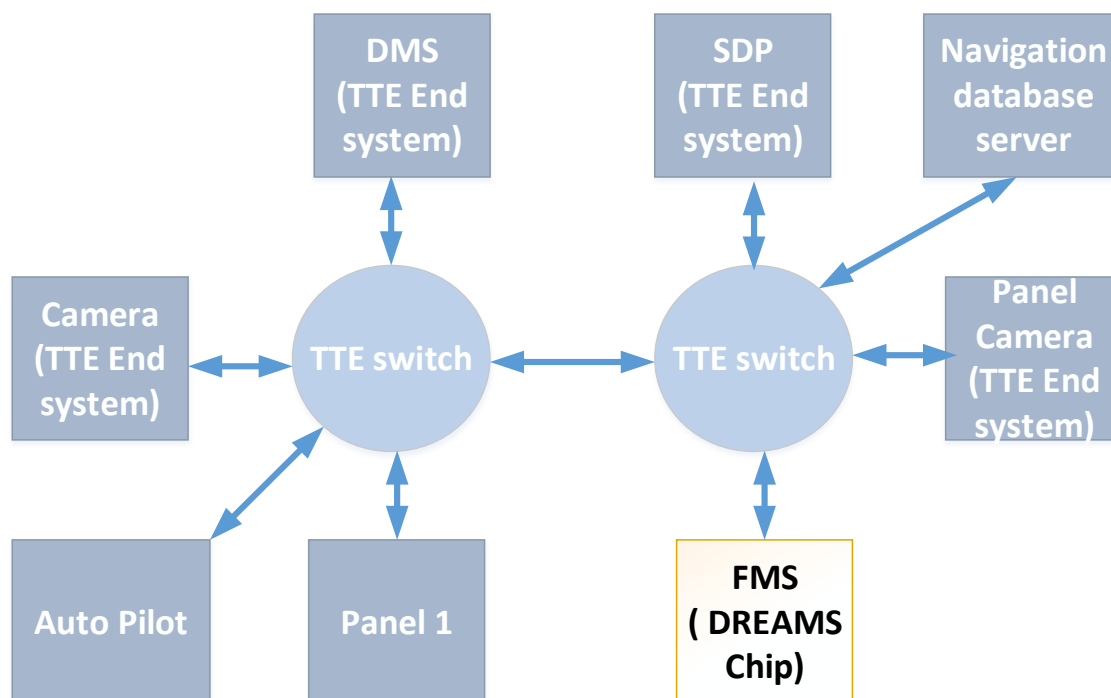 DMS
(TTE End
system)
SDP
(TTE End
system)
Navigation
database
server
Camera
(TTE End
system)
TTE switch
TTE switch
Panel
Camera
(TTE End
system)
Auto Pilot
Panel 1
FMS
( DREAMS
Chip)